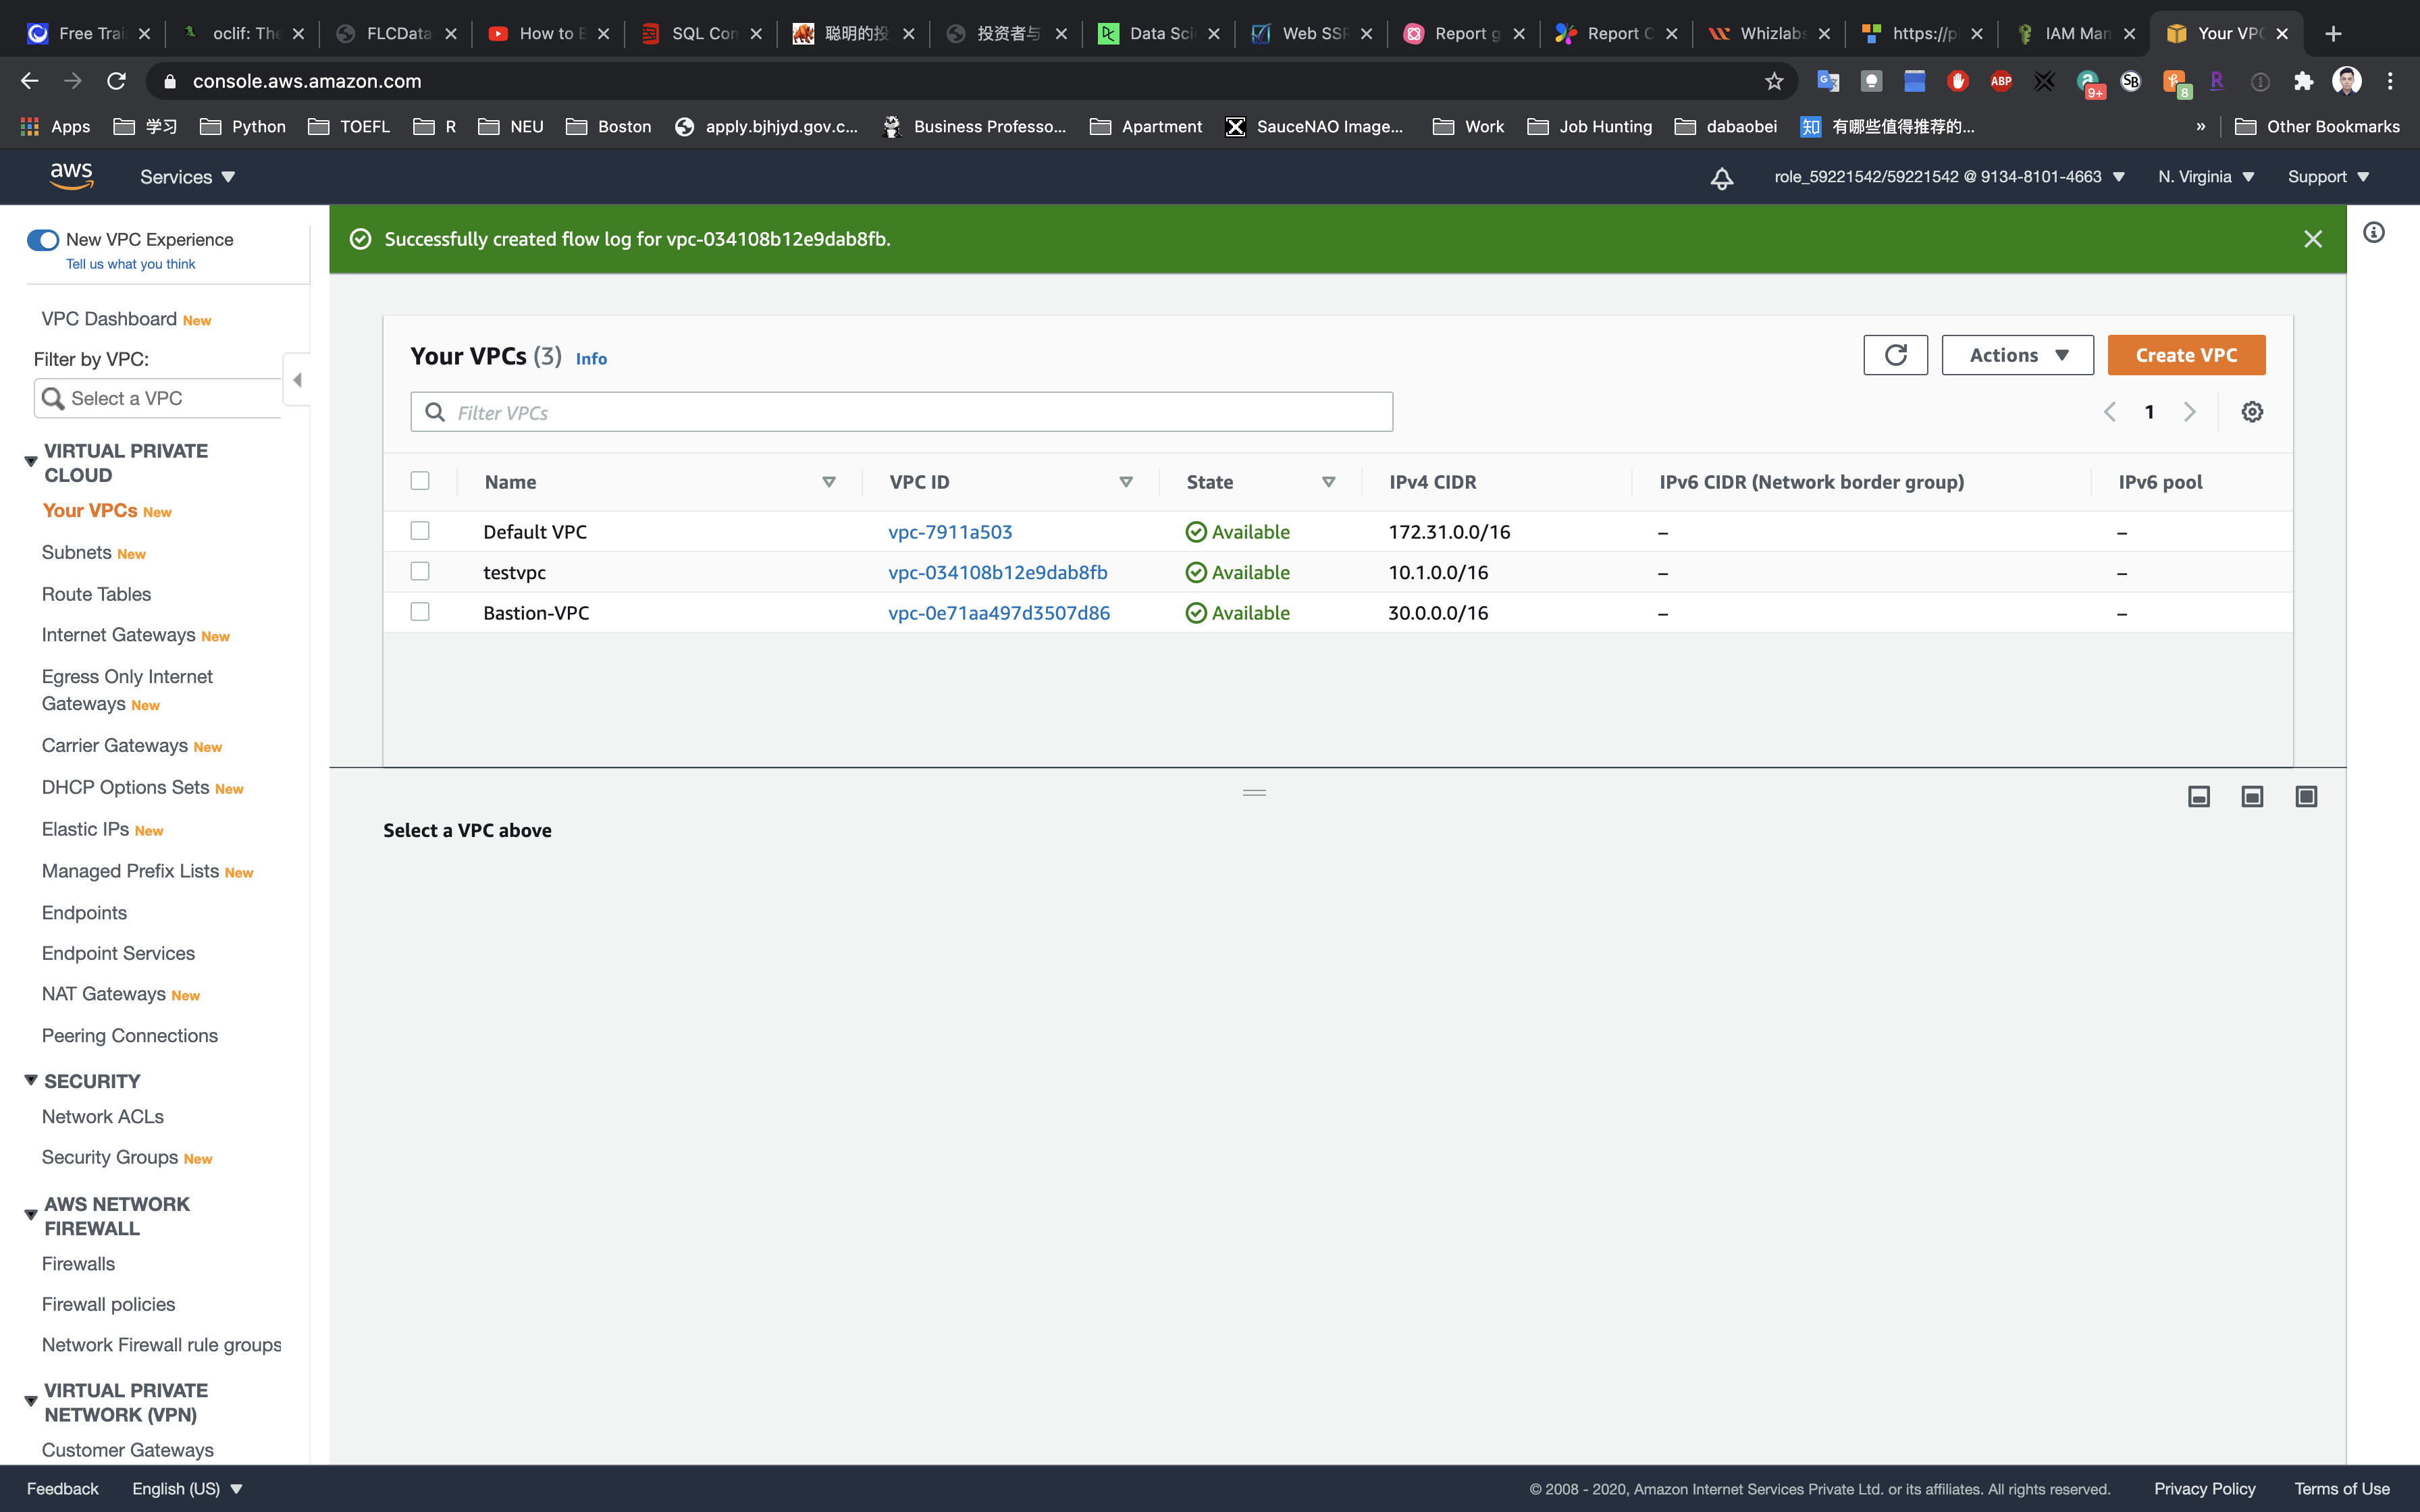 Free Trai
oclif: The
FLCData
How to E
SQL Con
聪明的投
投资者与
Data Sci
Web SSR
Report g
Report C
Whizlabs
https://p
IAM Man
Your VPC
console.aws.amazon.com
ABP
9+
SB
8
R
Apps
学习
Python
TOEFL
R
NEU
Boston
apply.bjhjyd.gov.c...
Business Professo...
Apartment
SauceNAO Image...
Work
Job Hunting
dabaobei
知 有哪些值得推荐的...
»
Other Bookmarks
aws
Services
role_59221542/59221542 @ 9134-8101-4663
N. Virginia
Support
New VPC Experience
Tell us what you think
VPC Dashboard New
Filter by VPC:
Select a VPC
VIRTUAL PRIVATE
CLOUD
Your VPCs New
Subnets New
Route Tables
Internet Gateways New
Egress Only Internet
Gateways New
Carrier Gateways New
DHCP Options Sets New
Elastic IPs New
Managed Prefix Lists New
Endpoints
Endpoint Services
NAT Gateways New
Peering Connections
SECURITY
Network ACLs
Security Groups New
AWS NETWORK
FIREWALL
Firewalls
Firewall policies
Network Firewall rule groups
VIRTUAL PRIVATE
NETWORK (VPN)
Customer Gateways
Successfully created flow log for vpc-034108b12e9dab8fb.
Your VPCs (3) Info
Actions
Create VPC
Filter VPCs
1
Name VPC ID State IPv4 CIDR IPv6 CIDR (Network border group) IPv6 pool
Default VPC vpc-7911a503 Available 172.31.0.0/16 – –
testvpc vpc-034108b12e9dab8fb Available 10.1.0.0/16 – –
Bastion-VPC vpc-0e71aa497d3507d86 Available 30.0.0.0/16 – –
Select a VPC above
Feedback
English (US)
© 2008 - 2020, Amazon Internet Services Private Ltd. or its affiliates. All rights reserved.
Privacy Policy
Terms of Use